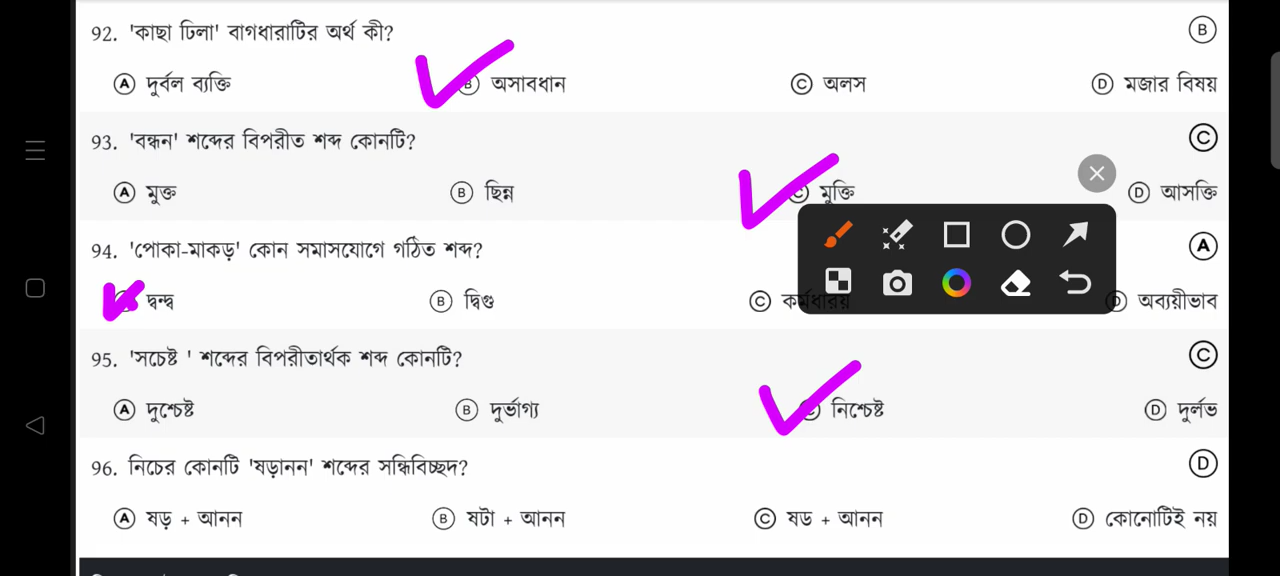 92. 'কাছা ঢিলা' বাগধারাটির অর্থ কী? Ⓑ
Ⓐ দুর্বল ব্যক্তি Ⓑ অসাবধান Ⓒ অলস Ⓓ মজার বিষয়
93. 'বন্ধন' শব্দের বিপরীত শব্দ কোনটি? Ⓒ
Ⓐ মুক্ত Ⓑ ছিন্ন Ⓒ মুক্তি Ⓓ আসক্তি
94. 'পোকা-মাকড়' কোন সমাসযোগে গঠিত শব্দ? Ⓐ
দ্বন্দ্ব Ⓑ দ্বিগু Ⓒ কর্মধারয় Ⓓ অব্যয়ীভাব
95. 'সচেষ্ট ' শব্দের বিপরীতার্থক শব্দ কোনটি? Ⓒ
Ⓐ দুশ্চেষ্ট Ⓑ দুর্ভাগ্য Ⓒ নিশ্চেষ্ট Ⓓ দুর্লভ
96. নিচের কোনটি 'ষড়ানন' শব্দের সন্ধিবিচ্ছদ? Ⓓ
Ⓐ ষড় + আনন Ⓑ ষটা + আনন Ⓒ ষড + আনন Ⓓ কোনোটিই নয়